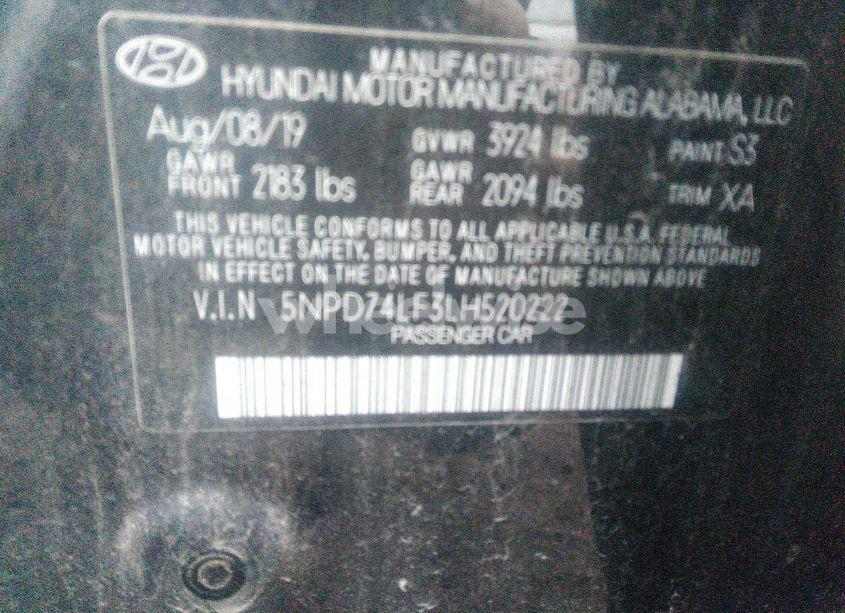 MANUFACTURED BY
HYUNDAI MOTOR MANUFACTURING ALABAMA, LLC
Aug/08/19 GVWR 3924 lbs PAINT S3
GAWR FRONT 2183 lbs GAWR REAR 2094 lbs TRIM XA
THIS VEHICLE CONFORMS TO ALL APPLICABLE U.S.A. FEDERAL
MOTOR VEHICLE SAFETY, BUMPER, AND THEFT PREVENTION STANDARDS
IN EFFECT ON THE DATE OF MANUFACTURE SHOWN ABOVE
V.I.N 5NPD74LF3LH520222
PASSENGER CAR